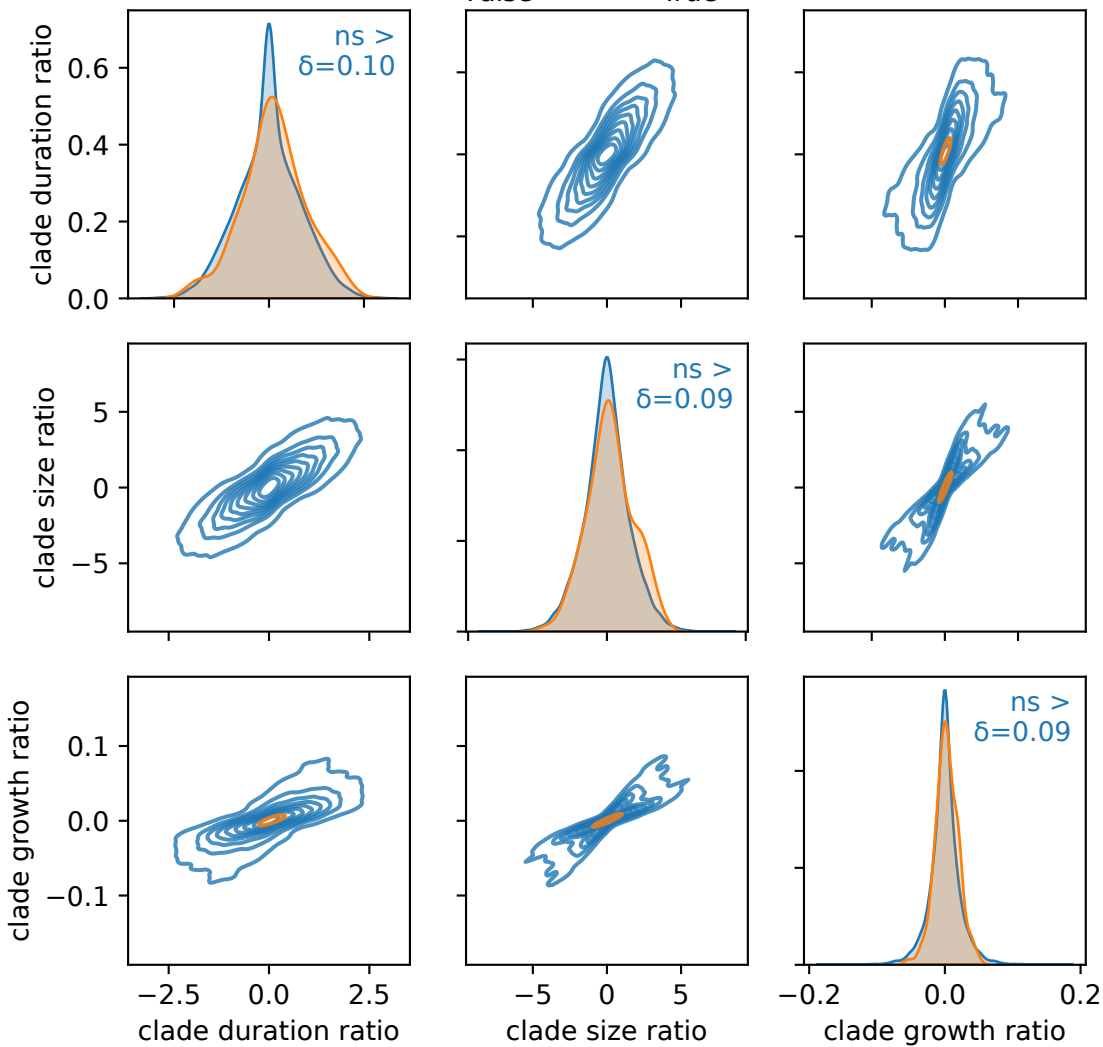 clade duration ratio
0.6
0.4
0.2
0.0
ns >
δ=0.10
clade size ratio
5
0
−5
ns >
δ=0.09
clade growth ratio
0.1
0.0
−0.1
ns >
δ=0.09
−2.5 0.0 2.5
−5 0 5
−0.2 0.0 0.2
clade duration ratio
clade size ratio
clade growth ratio